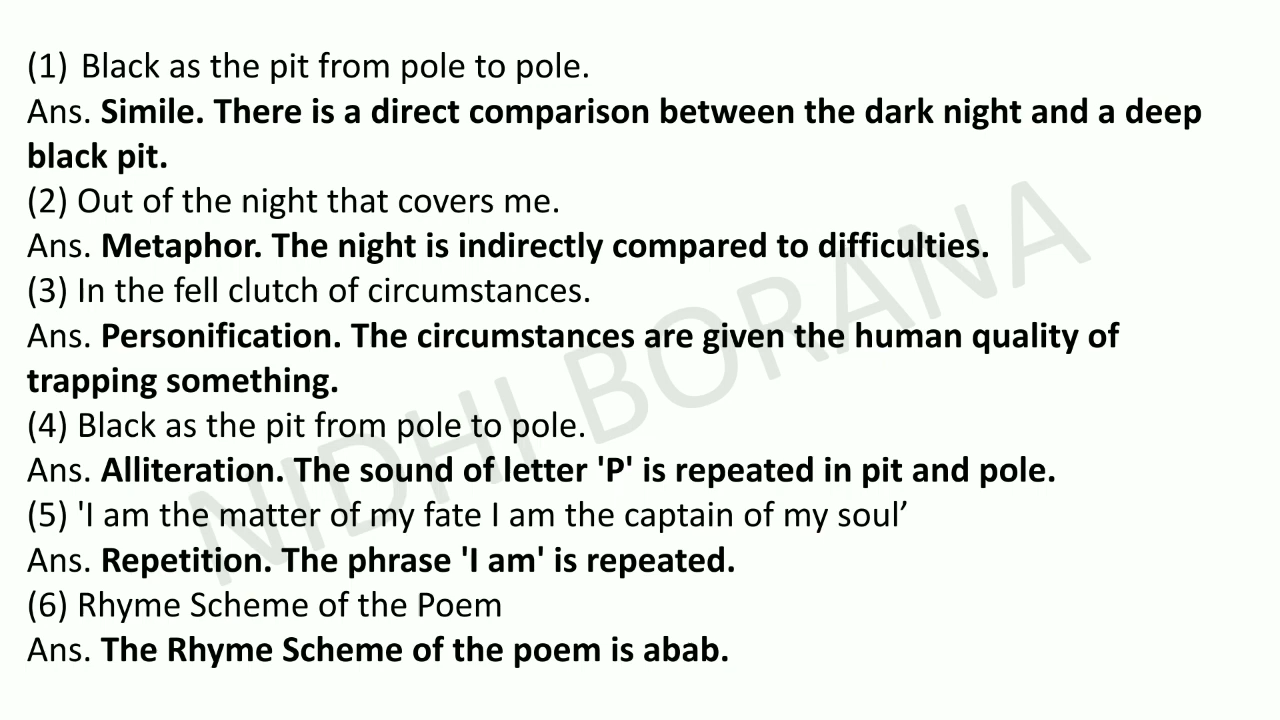 (1) Black as the pit from pole to pole.
Ans. Simile. There is a direct comparison between the dark night and a deep
black pit.
(2) Out of the night that covers me.
Ans. Metaphor. The night is indirectly compared to difficulties.
(3) In the fell clutch of circumstances.
Ans. Personification. The circumstances are given the human quality of
trapping something.
(4) Black as the pit from pole to pole.
Ans. Alliteration. The sound of letter 'P' is repeated in pit and pole.
(5) 'I am the matter of my fate I am the captain of my soul’
Ans. Repetition. The phrase 'I am' is repeated.
(6) Rhyme Scheme of the Poem
Ans. The Rhyme Scheme of the poem is abab.
NIDHI BORANA